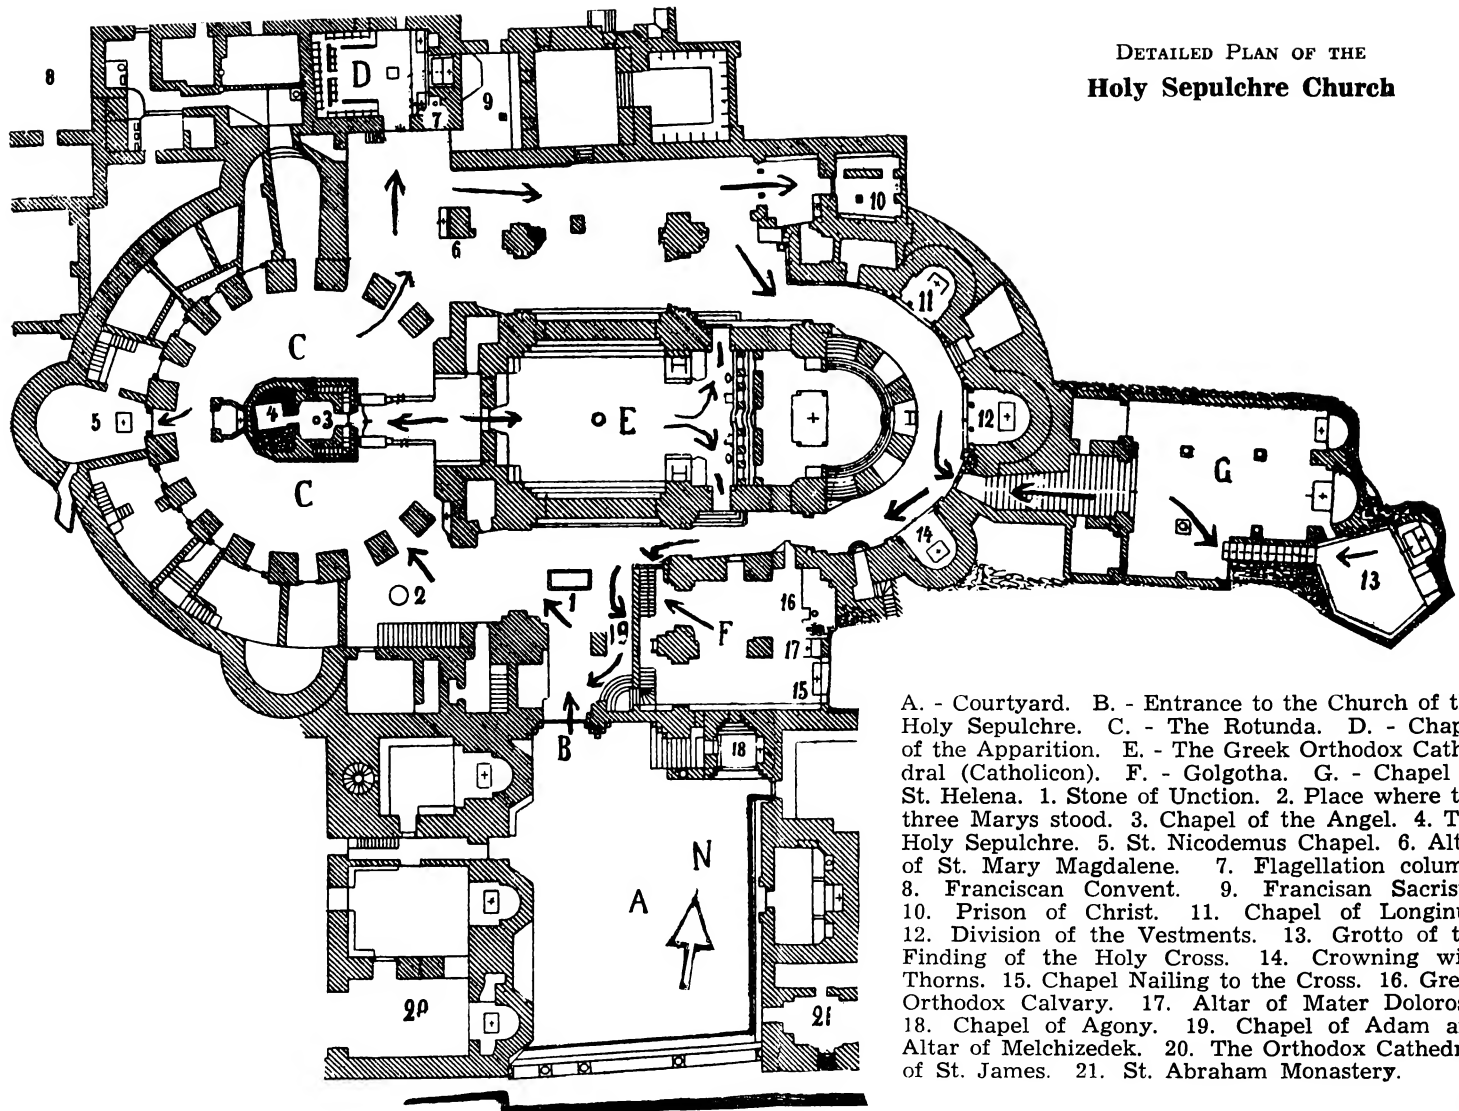 DETAILED PLAN OF THE
Holy Sepulchre Church
8
D
9
7
10
6
11
C
5
4
3
E
12
G
C
14
13
2
1
16
19
F
17
15
B
18
N
A
20
21
A. - Courtyard. B. - Entrance to the Church of t
Holy Sepulchre. C. - The Rotunda. D. - Chap
of the Apparition. E. - The Greek Orthodox Cath
dral (Catholicon). F. - Golgotha. G. - Chapel
St. Helena. 1. Stone of Unction. 2. Place where t
three Marys stood. 3. Chapel of the Angel. 4. T
Holy Sepulchre. 5. St. Nicodemus Chapel. 6. Alt
of St. Mary Magdalene. 7. Flagellation colum
8. Franciscan Convent. 9. Francisan Sacrist
10. Prison of Christ. 11. Chapel of Longinu
12. Division of the Vestments. 13. Grotto of t
Finding of the Holy Cross. 14. Crowning wi
Thorns. 15. Chapel Nailing to the Cross. 16. Gre
Orthodox Calvary. 17. Altar of Mater Doloros
18. Chapel of Agony. 19. Chapel of Adam a
Altar of Melchizedek. 20. The Orthodox Cathedr
of St. James. 21. St. Abraham Monastery.